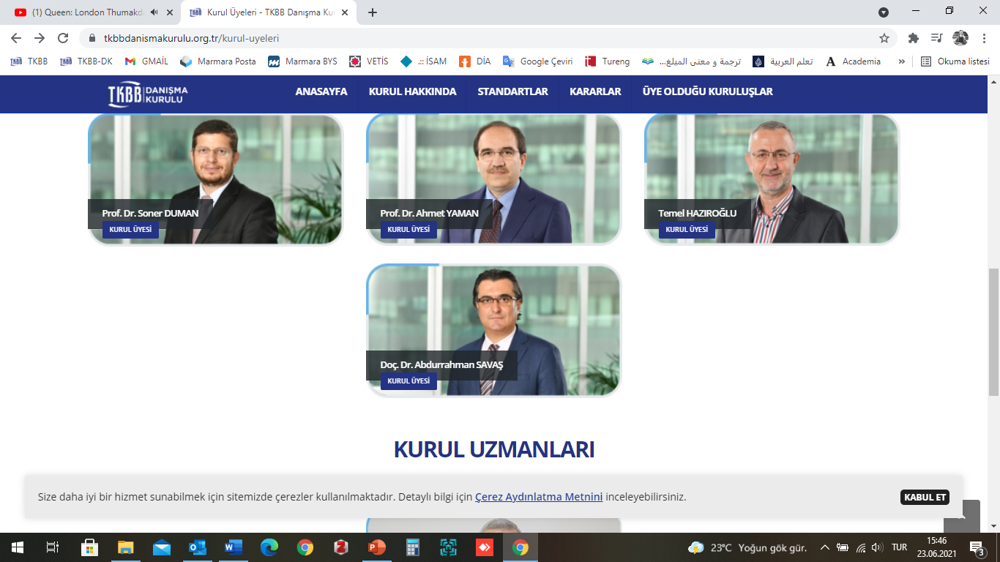 (1) Queen: London Thumakda
Kurul Üyeleri - TKBB Danışma Kur
tkbbdanismakurulu.org.tr/kurul-uyeleri
TKBB TKBB-DK GMAİL Marmara Posta Marmara BYS VETİS .:: İSAM DİA Google Çeviri Tureng ترجمة و معنى المبلغ... تعلم العربية Academia » Okuma listesi
TKBB DANIŞMA KURULU
ANASAYFA KURUL HAKKINDA STANDARTLAR KARARLAR ÜYE OLDUĞU KURULUŞLAR
Prof. Dr. Soner DUMAN
KURUL ÜYESİ
Prof. Dr. Ahmet YAMAN
KURUL ÜYESİ
Temel HAZIROĞLU
KURUL ÜYESİ
Doç. Dr. Abdurrahman SAVAŞ
KURUL ÜYESİ
KURUL UZMANLARI
Size daha iyi bir hizmet sunabilmek için sitemizde çerezler kullanılmaktadır. Detaylı bilgi için Çerez Aydınlatma Metnini inceleyebilirsiniz.
KABUL ET
23°C Yoğun gök gür. TUR 15:46
23.06.2021
3